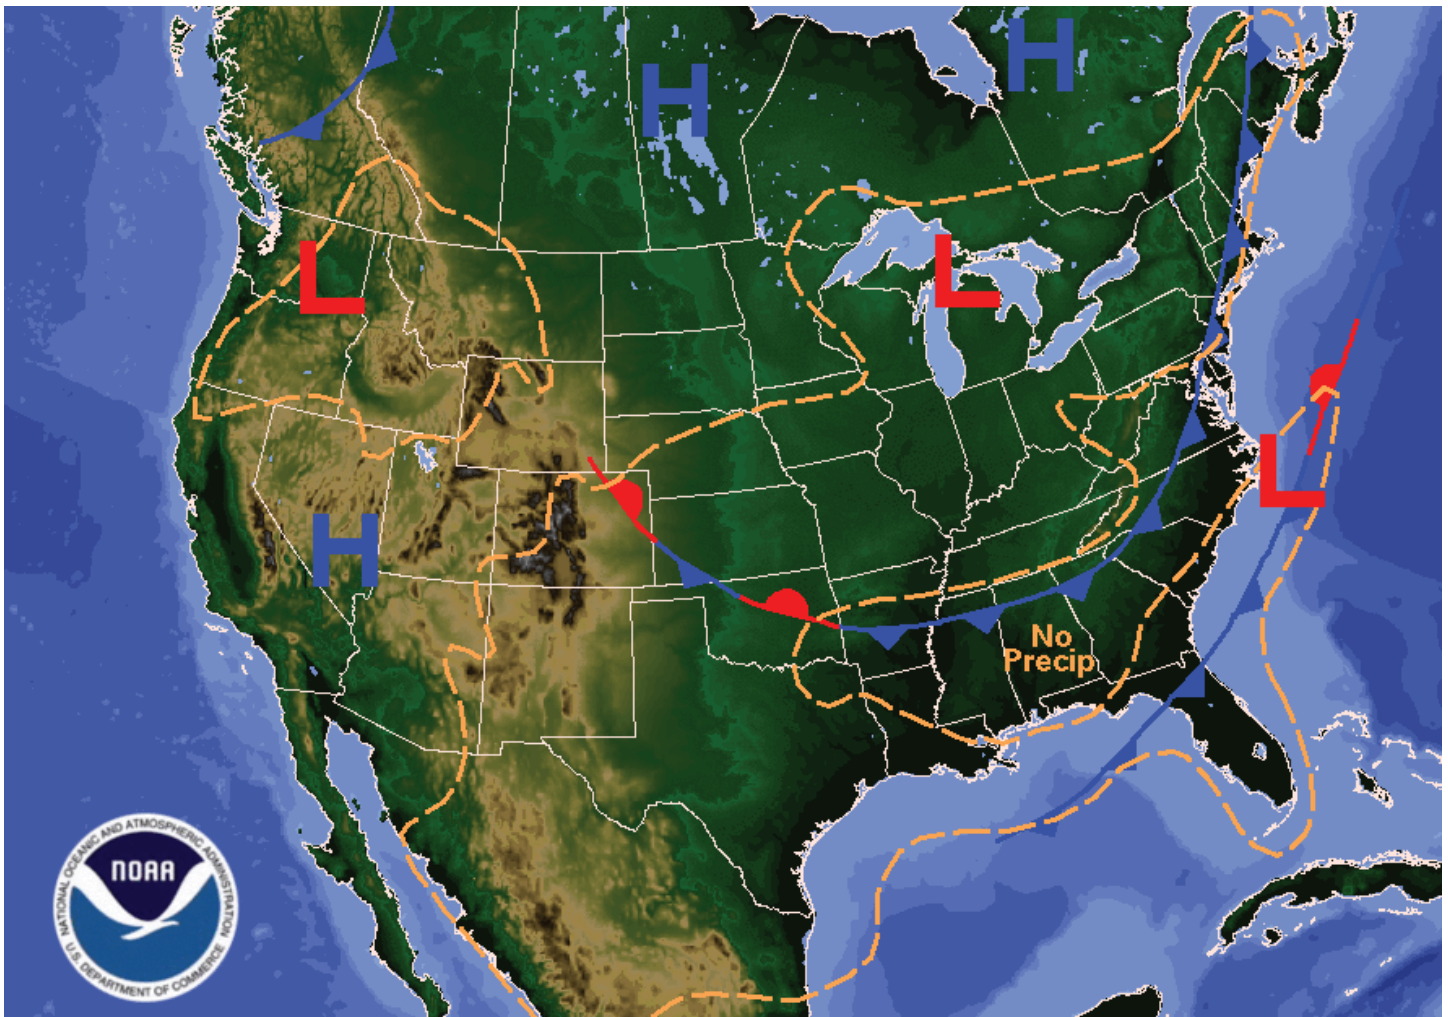 H
H
L
L
L
H
No
Precip
NATIONAL OCEANIC AND ATMOSPHERIC ADMINISTRATION
NOAA
U.S. DEPARTMENT OF COMMERCE